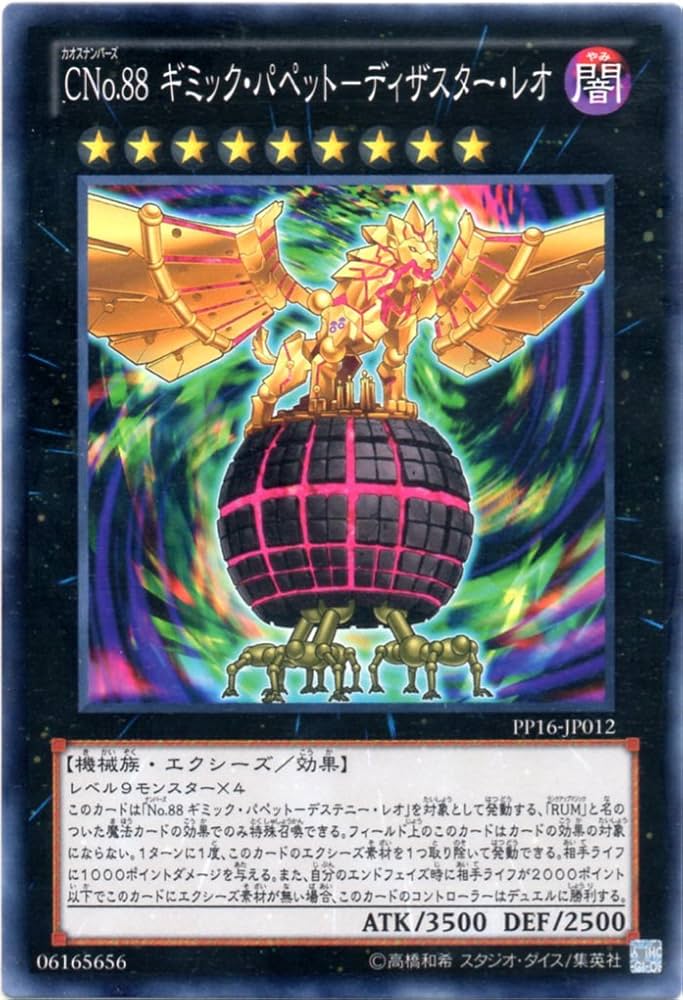 カオスナンバーズ
CNo.88 ギミック・パペット－ディザスター・レオ
やみ
闇
PP16-JP012
【機械族・エクシーズ／効果】
レベル9モンスター×4
このカードは「No.88 ギミック・パペット－デステニー・レオ」を対象として発動する、「RUM」と名の
ついた魔法カードの効果でのみ特殊召喚できる。フィールド上のこのカードはカードの効果の対象
にならない。1ターンに1度、このカードのエクシーズ素材を1つ取り除いて発動できる。相手ライフ
に1000ポイントダメージを与える。また、自分のエンドフェイズ時に相手ライフが2000ポイント
以下でこのカードにエクシーズ素材が無い場合、このカードのコントローラーはデュエルに勝利する。
ATK/3500 DEF/2500
06165656
©高橋和希 スタジオ・ダイス/集英社